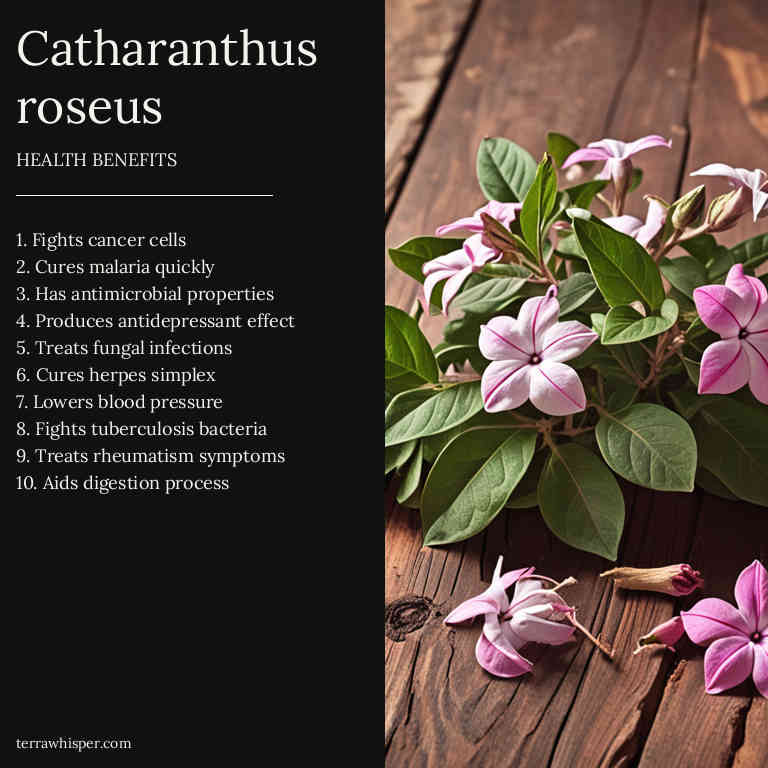 Catharanthus
roseus
HEALTH BENEFITS
1. Fights cancer cells
2. Cures malaria quickly
3. Has antimicrobial properties
4. Produces antidepressant effect
5. Treats fungal infections
6. Cures herpes simplex
7. Lowers blood pressure
8. Fights tuberculosis bacteria
9. Treats rheumatism symptoms
10. Aids digestion process
terrawhisper.com